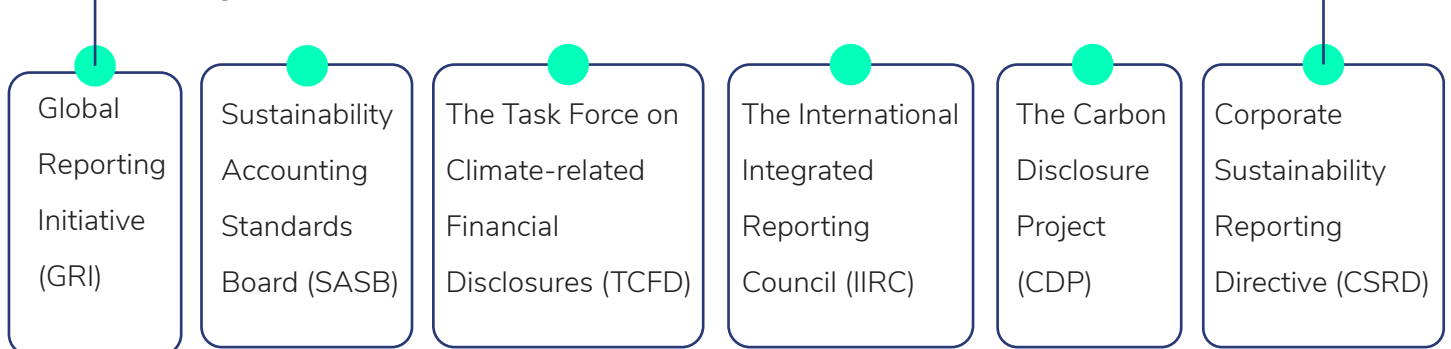 Global
Reporting
Initiative
(GRI)
Sustainability
Accounting
Standards
Board (SASB)
The Task Force on
Climate-related
Financial
Disclosures (TCFD)
The International
Integrated
Reporting
Council (IIRC)
The Carbon
Disclosure
Project
(CDP)
Corporate
Sustainability
Reporting
Directive (CSRD)